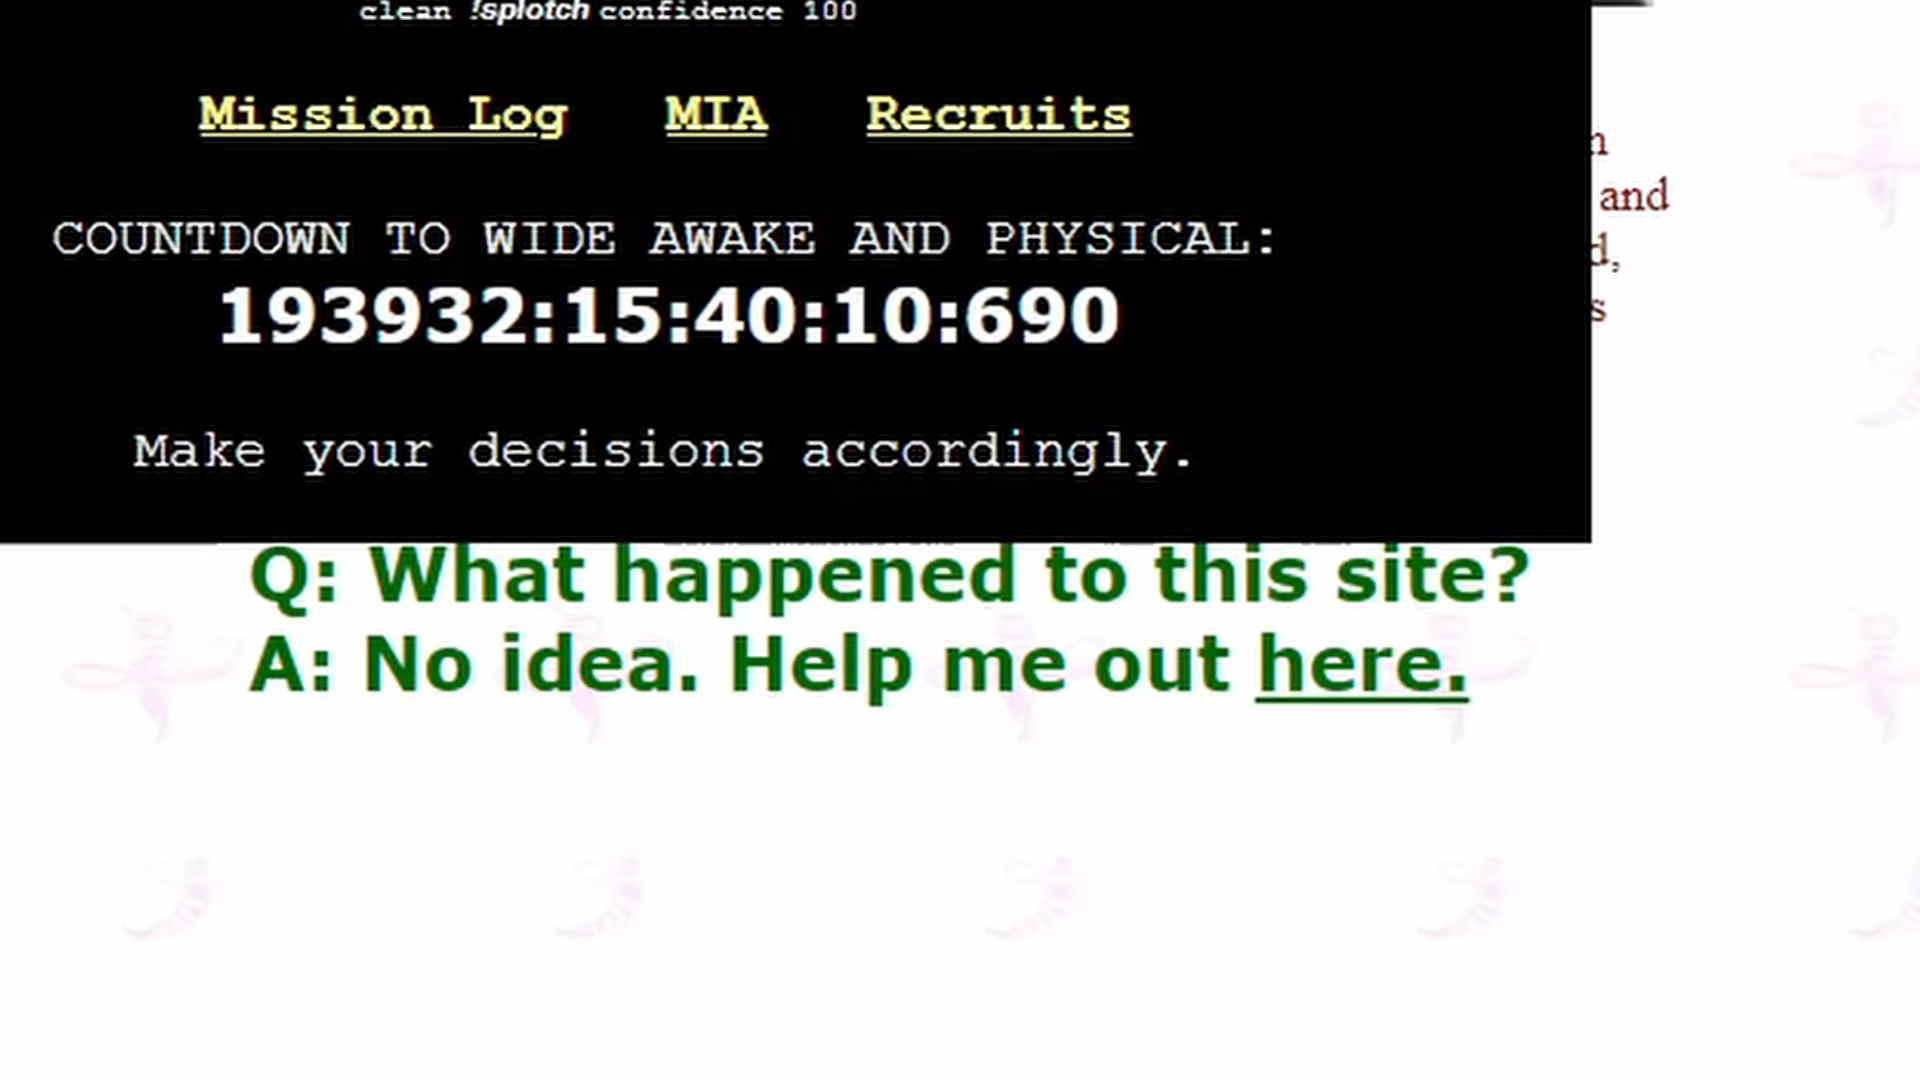 clean !splotch confidence 100
Mission Log MIA Recruits
and
d,
s
COUNTDOWN TO WIDE AWAKE AND PHYSICAL:
193932:15:40:10:690
Make your decisions accordingly.
Q: What happened to this site?
A: No idea. Help me out here.